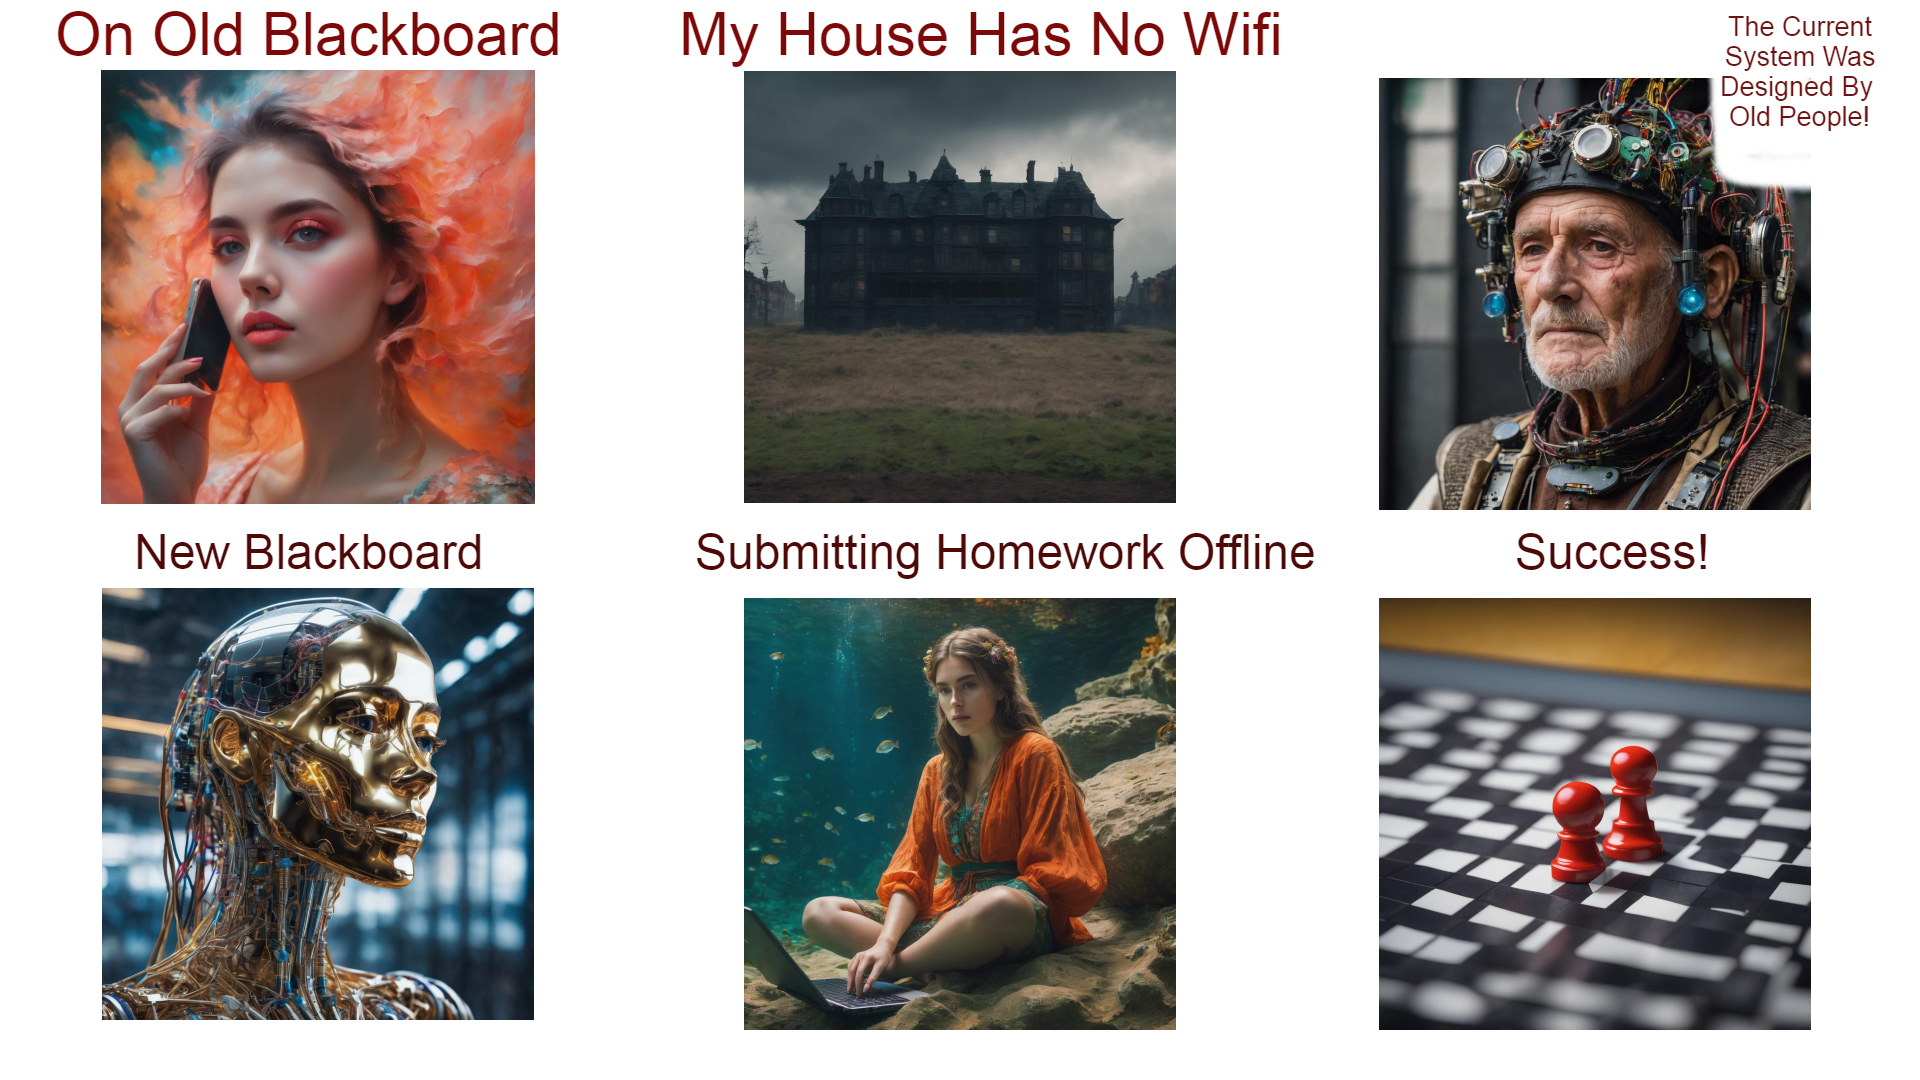 On Old Blackboard
My House Has No Wifi
The Current
System Was
Designed By
Old People!
New Blackboard
Submitting Homework Offline
Success!